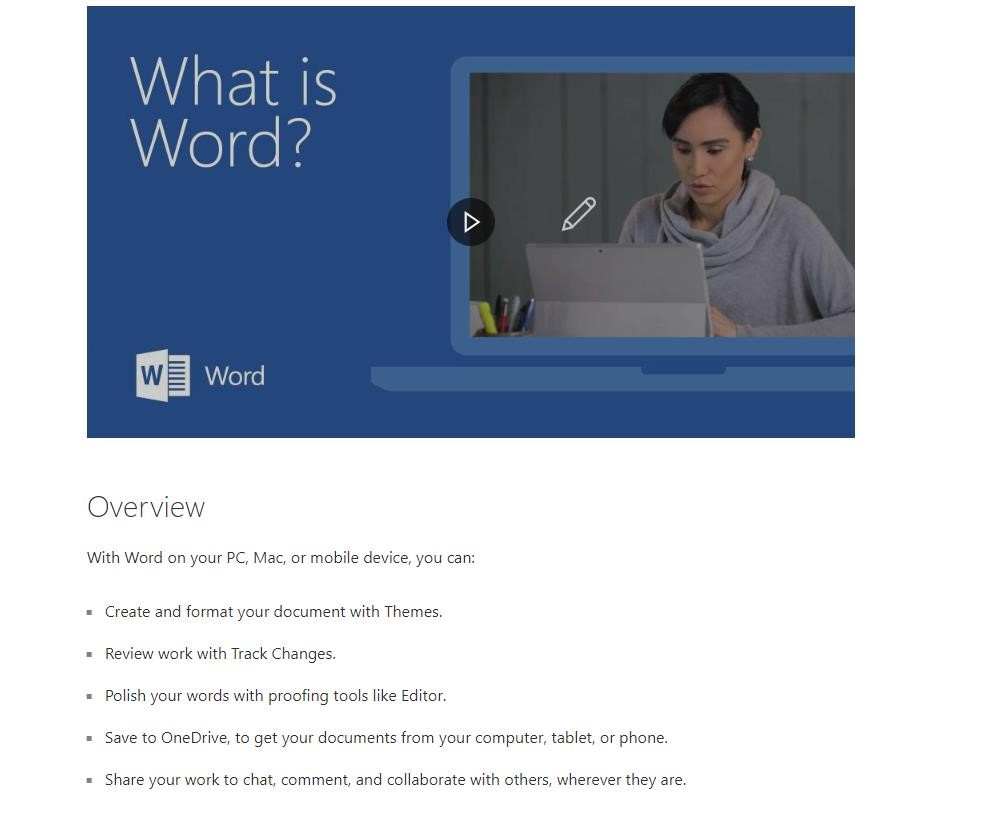 What is
Word?
W Word
Overview
With Word on your PC, Mac, or mobile device, you can:
Create and format your document with Themes.
Review work with Track Changes.
Polish your words with proofing tools like Editor.
Save to OneDrive, to get your documents from your computer, tablet, or phone.
Share your work to chat, comment, and collaborate with others, wherever they are.